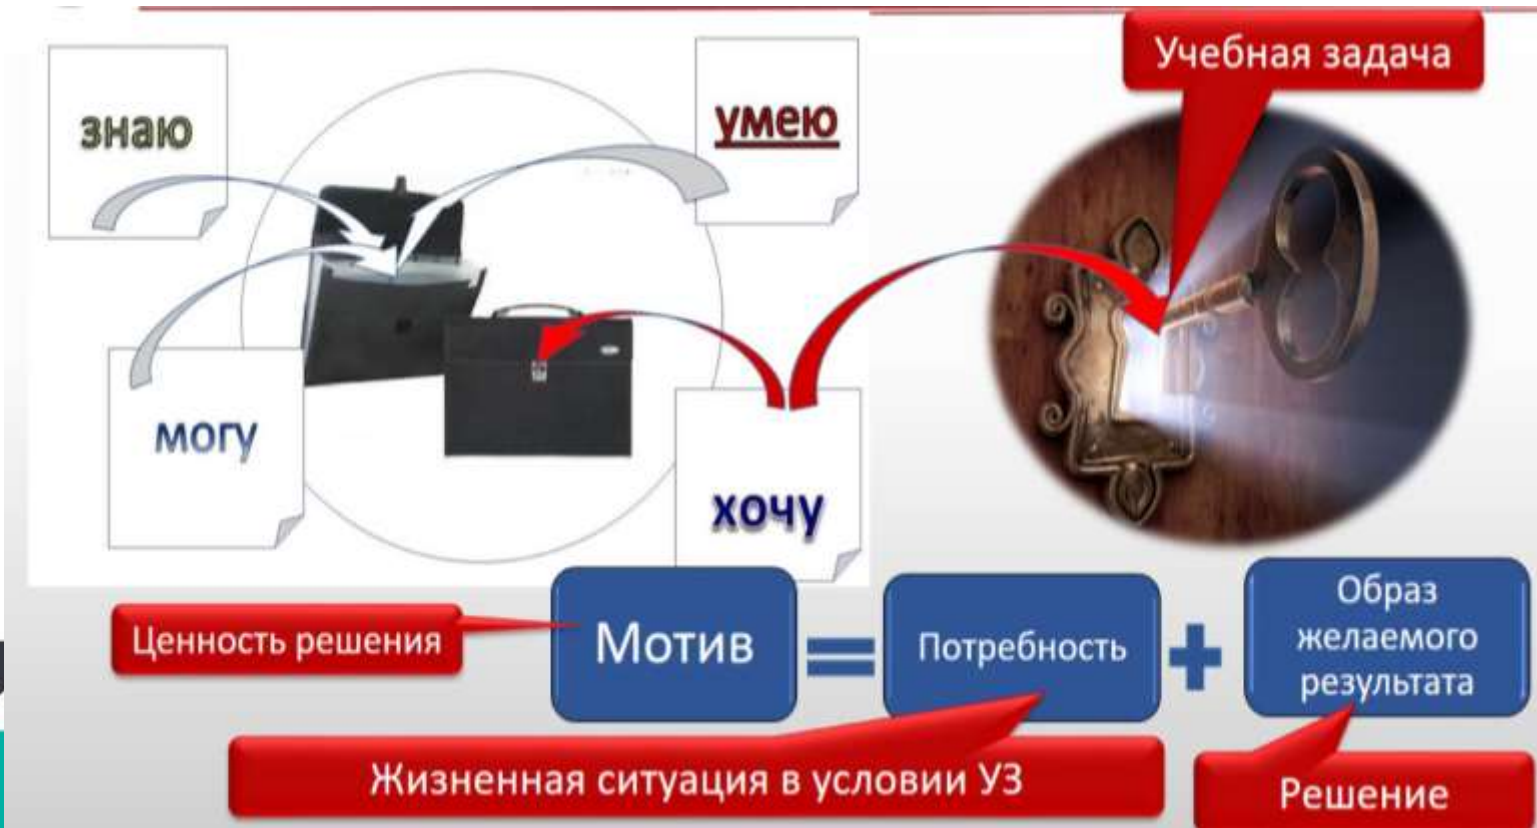 Учебная задача
знаю
умею
могу
хочу
Ценность решения
Мотив
=
Потребность
+
Образ
желаемого
результата
Жизненная ситуация в условии УЗ
Решение